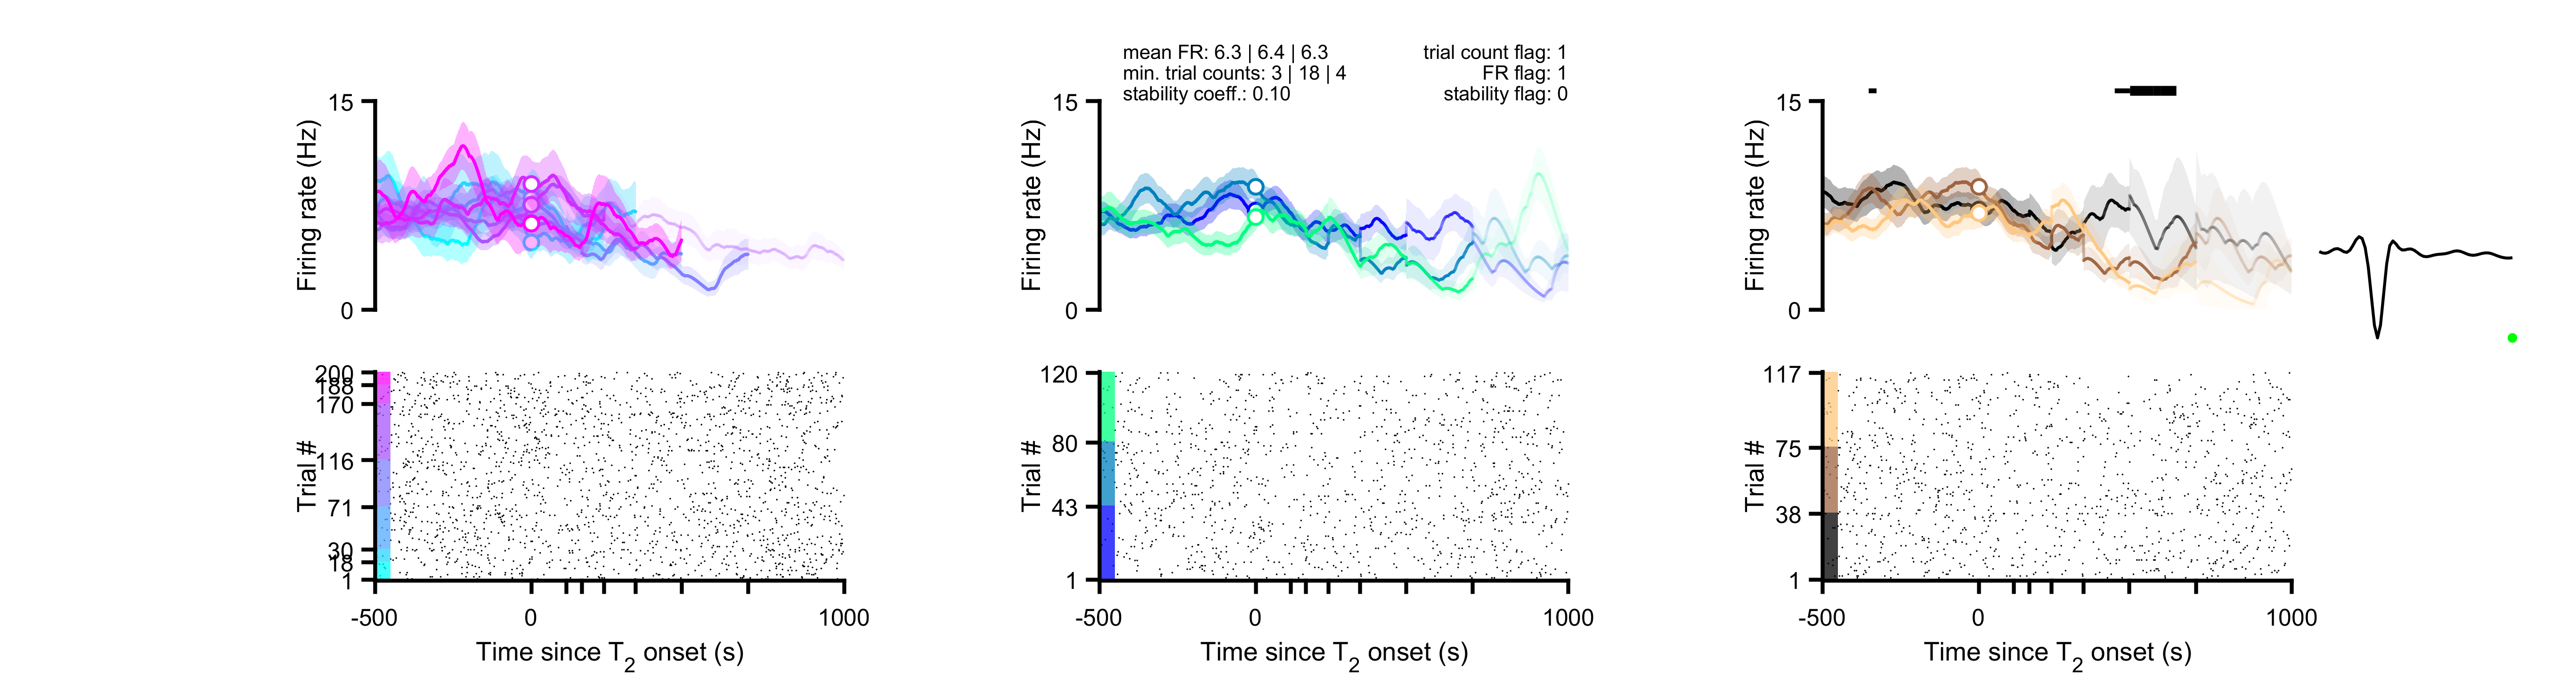 mean FR: 6.3 | 6.4 | 6.3
min. trial counts: 3 | 18 | 4
stability coeff.: 0.10
trial count flag: 1
FR flag: 1
stability flag: 0
15
Firing rate (Hz)
0
200
188
170
116
71
30
18
1
Trial #
-500
0
1000
Time since T2 onset (s)
15
Firing rate (Hz)
0
120
80
43
1
Trial #
-500
0
1000
Time since T2 onset (s)
15
Firing rate (Hz)
0
117
75
38
1
Trial #
-500
0
1000
Time since T2 onset (s)